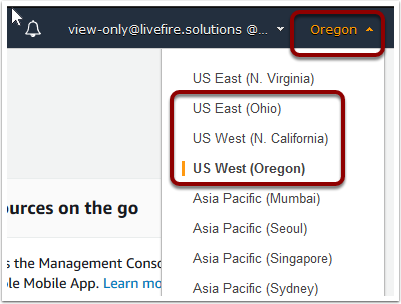 view-only@livefire.solutions @... Oregon
US East (N. Virginia)
US East (Ohio)
US West (N. California)
US West (Oregon)
Asia Pacific (Mumbai)
Asia Pacific (Seoul)
Asia Pacific (Singapore)
Asia Pacific (Sydney)
ources on the go
s the Management Conso
le Mobile App. Learn mo